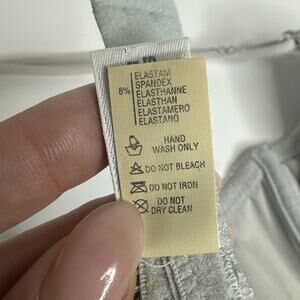 8%
ELASTAM
SPANDEX
ELASTHANNE
ELASTHAN
ELASTAMERO
ELASTANO
HAND
WASH ONLY
DO NOT BLEACH
DO NOT IRON
DO NOT
DRY CLEAN